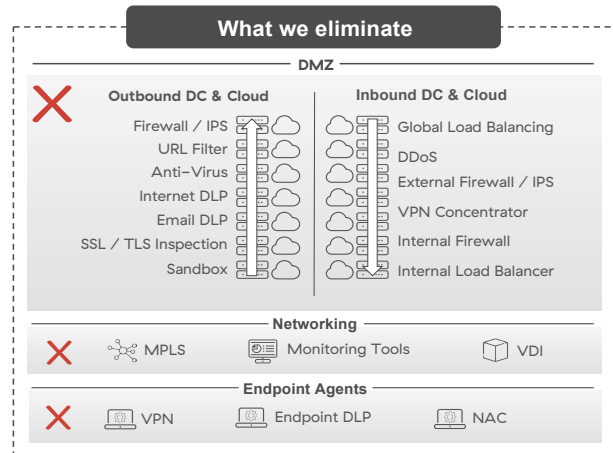 What we eliminate
DMZ
Outbound DC & Cloud
Firewall / IPS
URL Filter
Anti-Virus
Internet DLP
Email DLP
SSL / TLS Inspection
Sandbox
Inbound DC & Cloud
Global Load Balancing
DDoS
External Firewall / IPS
VPN Concentrator
Internal Firewall
Internal Load Balancer
Networking
MPLS
Monitoring Tools
VDI
Endpoint Agents
VPN
Endpoint DLP
NAC